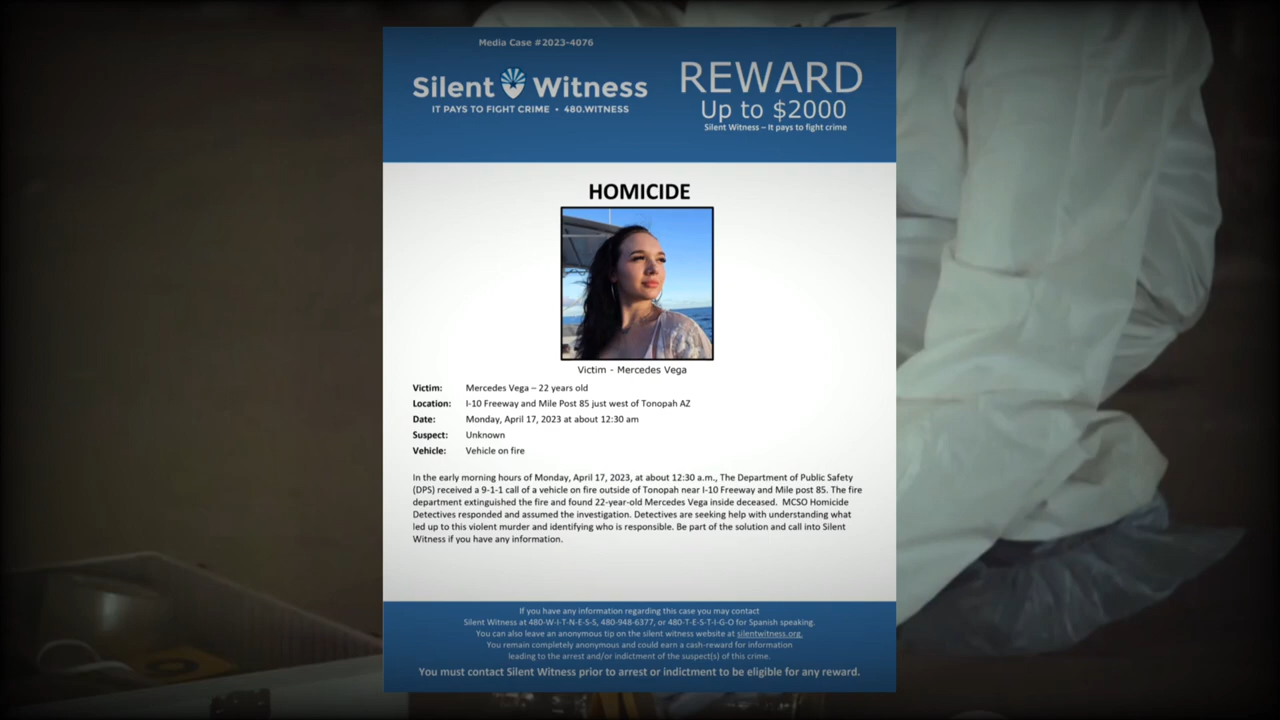 Media Case #2023-4076
Silent Witness
IT PAYS TO FIGHT CRIME • 480.WITNESS
REWARD
Up to $2000
Silent Witness – It pays to fight crime
HOMICIDE
Victim - Mercedes Vega
Victim: Mercedes Vega – 22 years old
Location: I-10 Freeway and Mile Post 85 just west of Tonopah AZ
Date: Monday, April 17, 2023 at about 12:30 am
Suspect: Unknown
Vehicle: Vehicle on fire
In the early morning hours of Monday, April 17, 2023, at about 12:30 a.m., The Department of Public Safety
(DPS) received a 9-1-1 call of a vehicle on fire outside of Tonopah near I-10 Freeway and Mile post 85. The fire
department extinguished the fire and found 22-year-old Mercedes Vega inside deceased. MCSO Homicide
Detectives responded and assumed the investigation. Detectives are seeking help with understanding what
led up to this violent murder and identifying who is responsible. Be part of the solution and call into Silent
Witness if you have any information.
If you have any information regarding this case you may contact
Silent Witness at 480-W-I-T-N-E-S-S, 480-948-6377, or 480-T-E-S-T-I-G-O for Spanish speaking.
You can also leave an anonymous tip on the silent witness website at silentwitness.org.
You remain completely anonymous and could earn a cash-reward for information
leading to the arrest and/or indictment of the suspect(s) of this crime.
You must contact Silent Witness prior to arrest or indictment to be eligible for any reward.